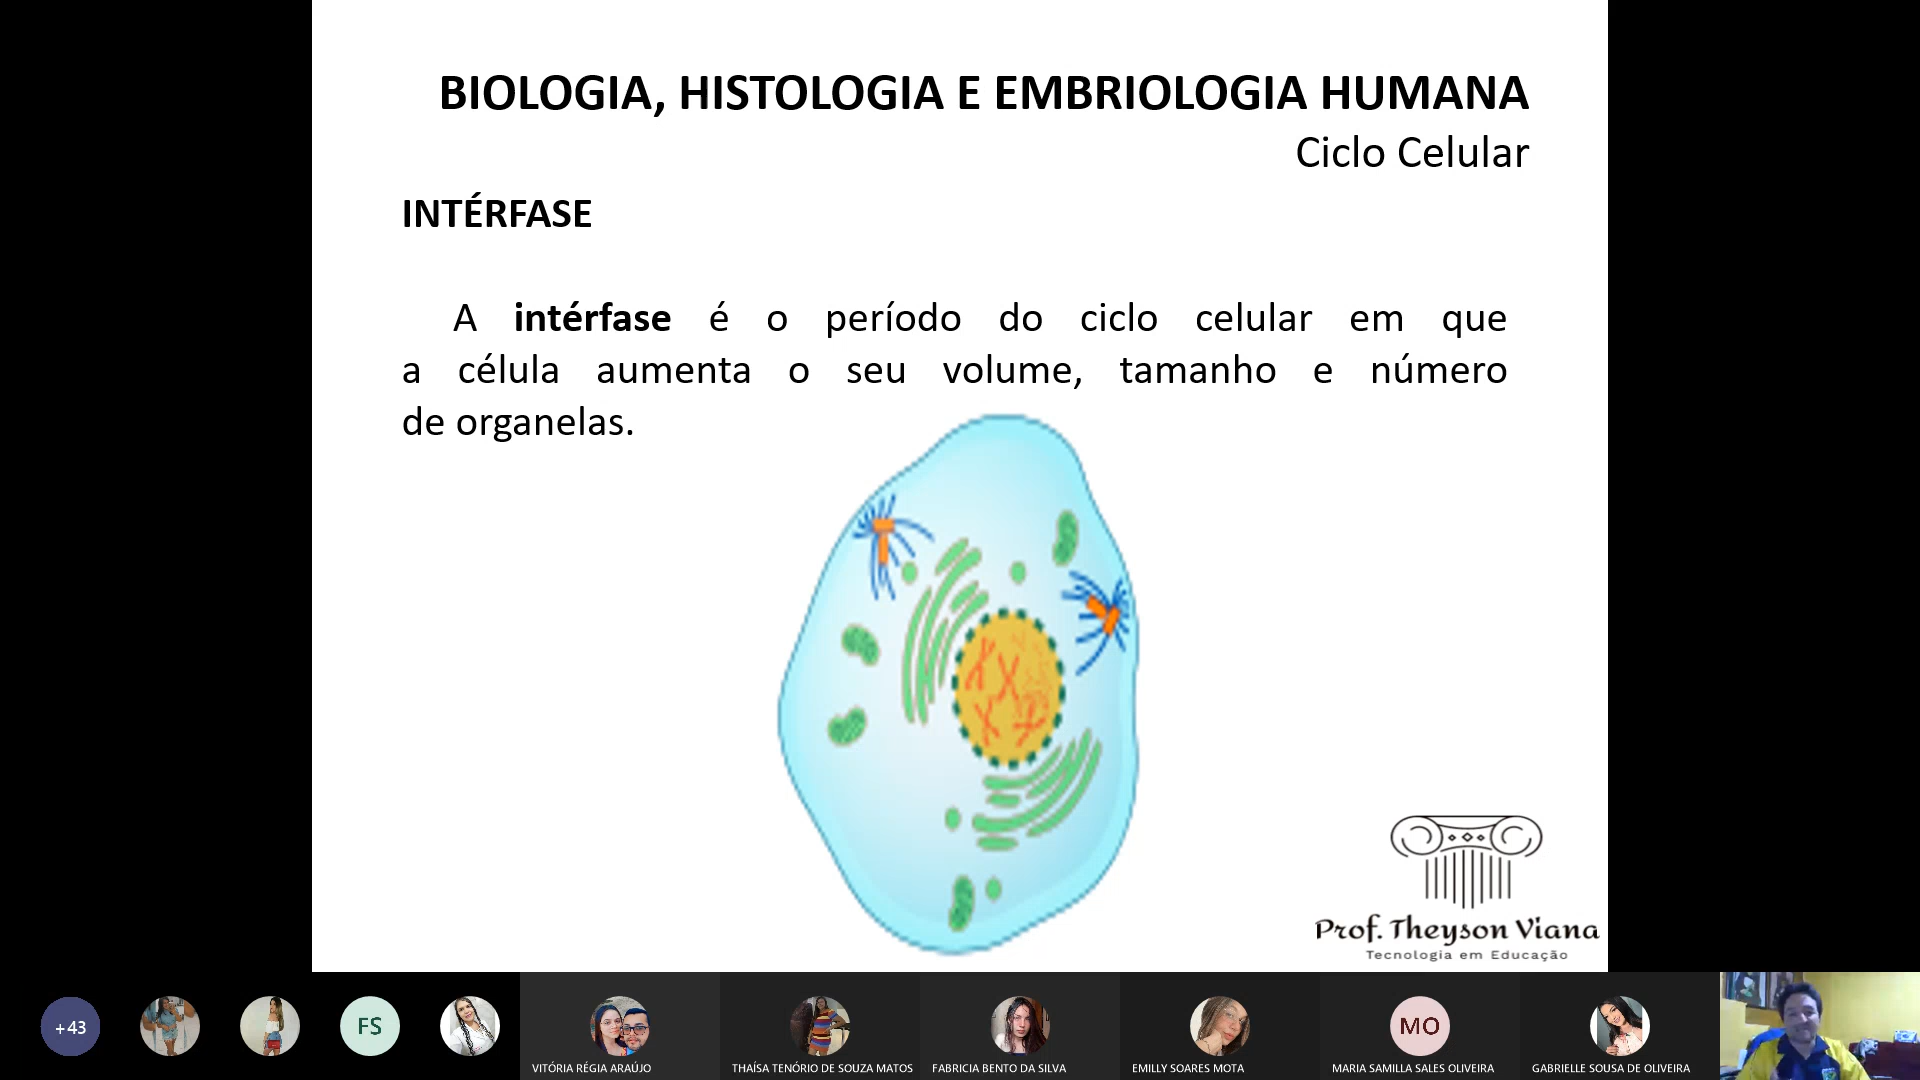 BIOLOGIA, HISTOLOGIA E EMBRIOLOGIA HUMANA
Ciclo Celular
INTÉRFASE
A intérfase é o período do ciclo celular em que
a célula aumenta o seu volume, tamanho e número
de organelas.
Prof. Theyson Viana
Tecnologia em Educação
+43
FS
MO
VITÓRIA RÉGIA ARAÚJO
THAÍSA TENÓRIO DE SOUZA MATOS
FABRICIA BENTO DA SILVA
EMILLY SOARES MOTA
MARIA SAMILLA SALES OLIVEIRA
GABRIELLE SOUSA DE OLIVEIRA